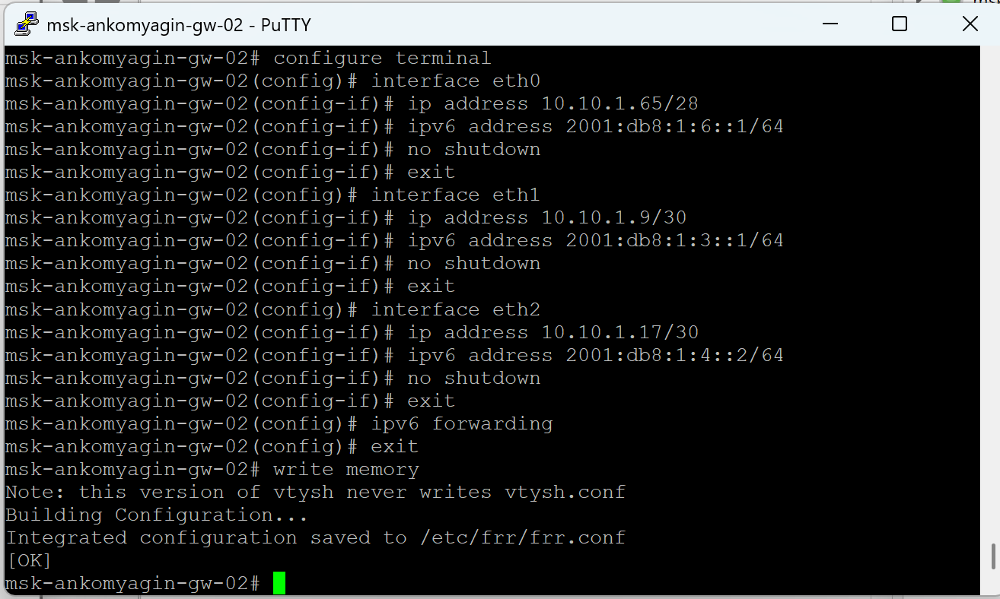 msk-ankomyagin-gw-02 - PuTTY
msk-ankomyagin-gw-02# configure terminal
msk-ankomyagin-gw-02(config)# interface eth0
msk-ankomyagin-gw-02(config-if)# ip address 10.10.1.65/28
msk-ankomyagin-gw-02(config-if)# ipv6 address 2001:db8:1:6::1/64
msk-ankomyagin-gw-02(config-if)# no shutdown
msk-ankomyagin-gw-02(config-if)# exit
msk-ankomyagin-gw-02(config)# interface eth1
msk-ankomyagin-gw-02(config-if)# ip address 10.10.1.9/30
msk-ankomyagin-gw-02(config-if)# ipv6 address 2001:db8:1:3::1/64
msk-ankomyagin-gw-02(config-if)# no shutdown
msk-ankomyagin-gw-02(config-if)# exit
msk-ankomyagin-gw-02(config)# interface eth2
msk-ankomyagin-gw-02(config-if)# ip address 10.10.1.17/30
msk-ankomyagin-gw-02(config-if)# ipv6 address 2001:db8:1:4::2/64
msk-ankomyagin-gw-02(config-if)# no shutdown
msk-ankomyagin-gw-02(config-if)# exit
msk-ankomyagin-gw-02(config)# ipv6 forwarding
msk-ankomyagin-gw-02(config)# exit
msk-ankomyagin-gw-02# write memory
Note: this version of vtysh never writes vtysh.conf
Building Configuration...
Integrated configuration saved to /etc/frr/frr.conf
[OK]
msk-ankomyagin-gw-02#